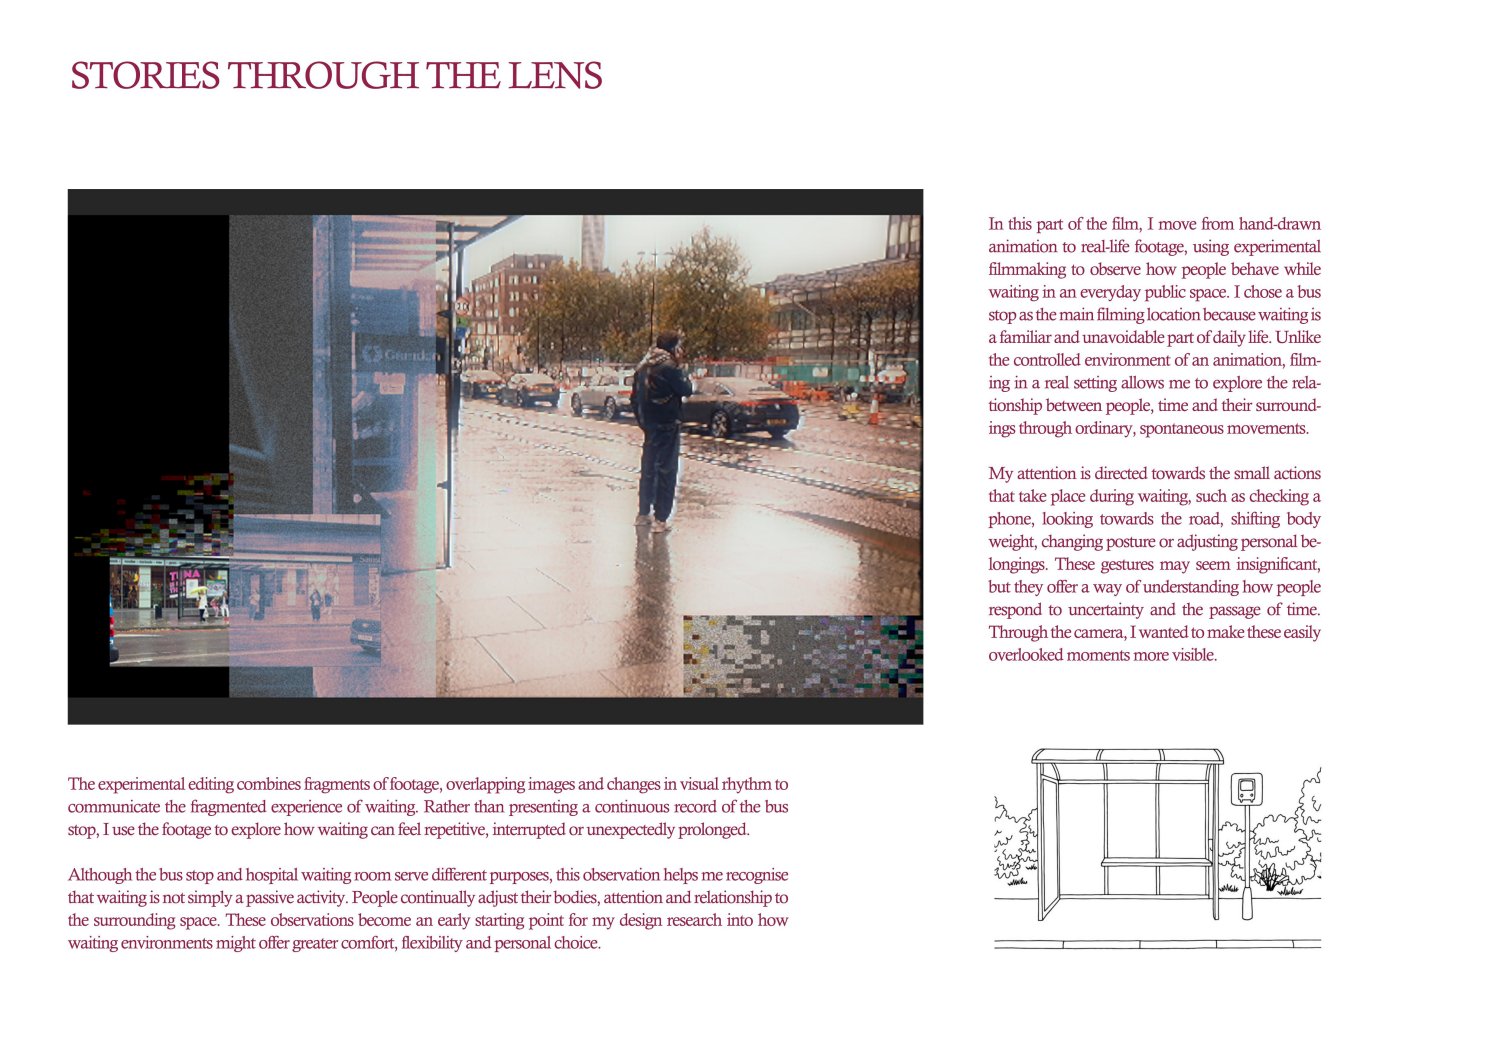 STORIES THROUGH THE LENS
In this part of the film, I move from hand-drawn
animation to real-life footage, using experimental
filmmaking to observe how people behave while
waiting in an everyday public space. I chose a bus
stop as the main filming location because waiting is
a familiar and unavoidable part of daily life. Unlike
the controlled environment of an animation, film-
ing in a real setting allows me to explore the rela-
tionship between people, time and their surround-
ings through ordinary, spontaneous movements.
My attention is directed towards the small actions
that take place during waiting, such as checking a
phone, looking towards the road, shifting body
weight, changing posture or adjusting personal be-
longings. These gestures may seem insignificant,
but they offer a way of understanding how people
respond to uncertainty and the passage of time.
Through the camera, I wanted to make these easily
overlooked moments more visible.
The experimental editing combines fragments of footage, overlapping images and changes in visual rhythm to
communicate the fragmented experience of waiting. Rather than presenting a continuous record of the bus
stop, I use the footage to explore how waiting can feel repetitive, interrupted or unexpectedly prolonged.
Although the bus stop and hospital waiting room serve different purposes, this observation helps me recognise
that waiting is not simply a passive activity. People continually adjust their bodies, attention and relationship to
the surrounding space. These observations become an early starting point for my design research into how
waiting environments might offer greater comfort, flexibility and personal choice.